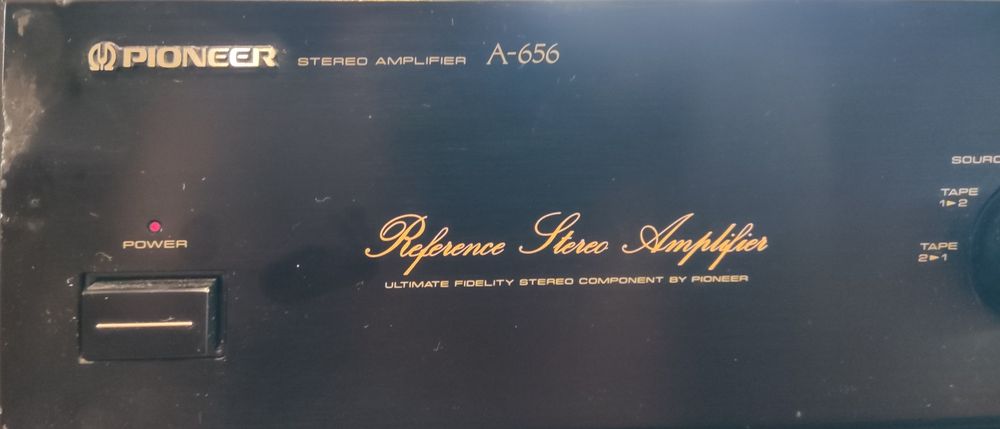 PIONEER STEREO AMPLIFIER A-656
SOURC
TAPE
1►2
POWER
Reference Stereo Amplifier
TAPE
2►1
ULTIMATE FIDELITY STEREO COMPONENT BY PIONEER